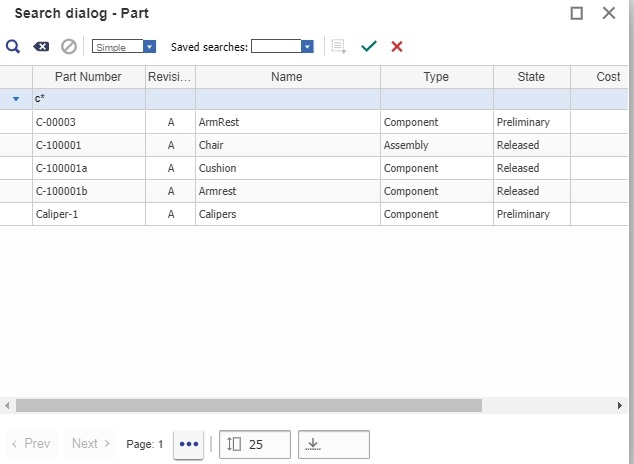 Search dialog - Part
Simple Saved searches:
Part Number Revisi... Name Type State Cost
c*
C-00003 A ArmRest Component Preliminary
C-100001 A Chair Assembly Released
C-100001a A Cushion Component Released
C-100001b A Armrest Component Released
Caliper-1 A Calipers Component Preliminary
Prev Next Page: 1 ••• 25